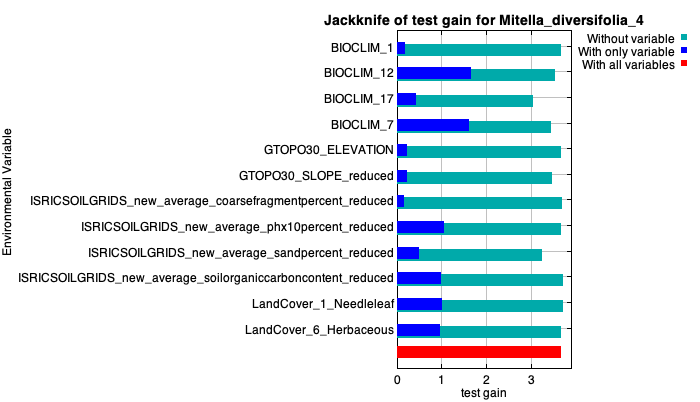 Jackknife of test gain for Mitella_diversifolia_4
Without variable
With only variable
With all variables
Environmental Variable
BIOCLIM_1
BIOCLIM_12
BIOCLIM_17
BIOCLIM_7
GTOPO30_ELEVATION
GTOPO30_SLOPE_reduced
ISRICSOILGRIDS_new_average_coarsefragmentpercent_reduced
ISRICSOILGRIDS_new_average_phx10percent_reduced
ISRICSOILGRIDS_new_average_sandpercent_reduced
ISRICSOILGRIDS_new_average_soilorganiccarboncontent_reduced
LandCover_1_Needleleaf
LandCover_6_Herbaceous
0 1 2 3
test gain